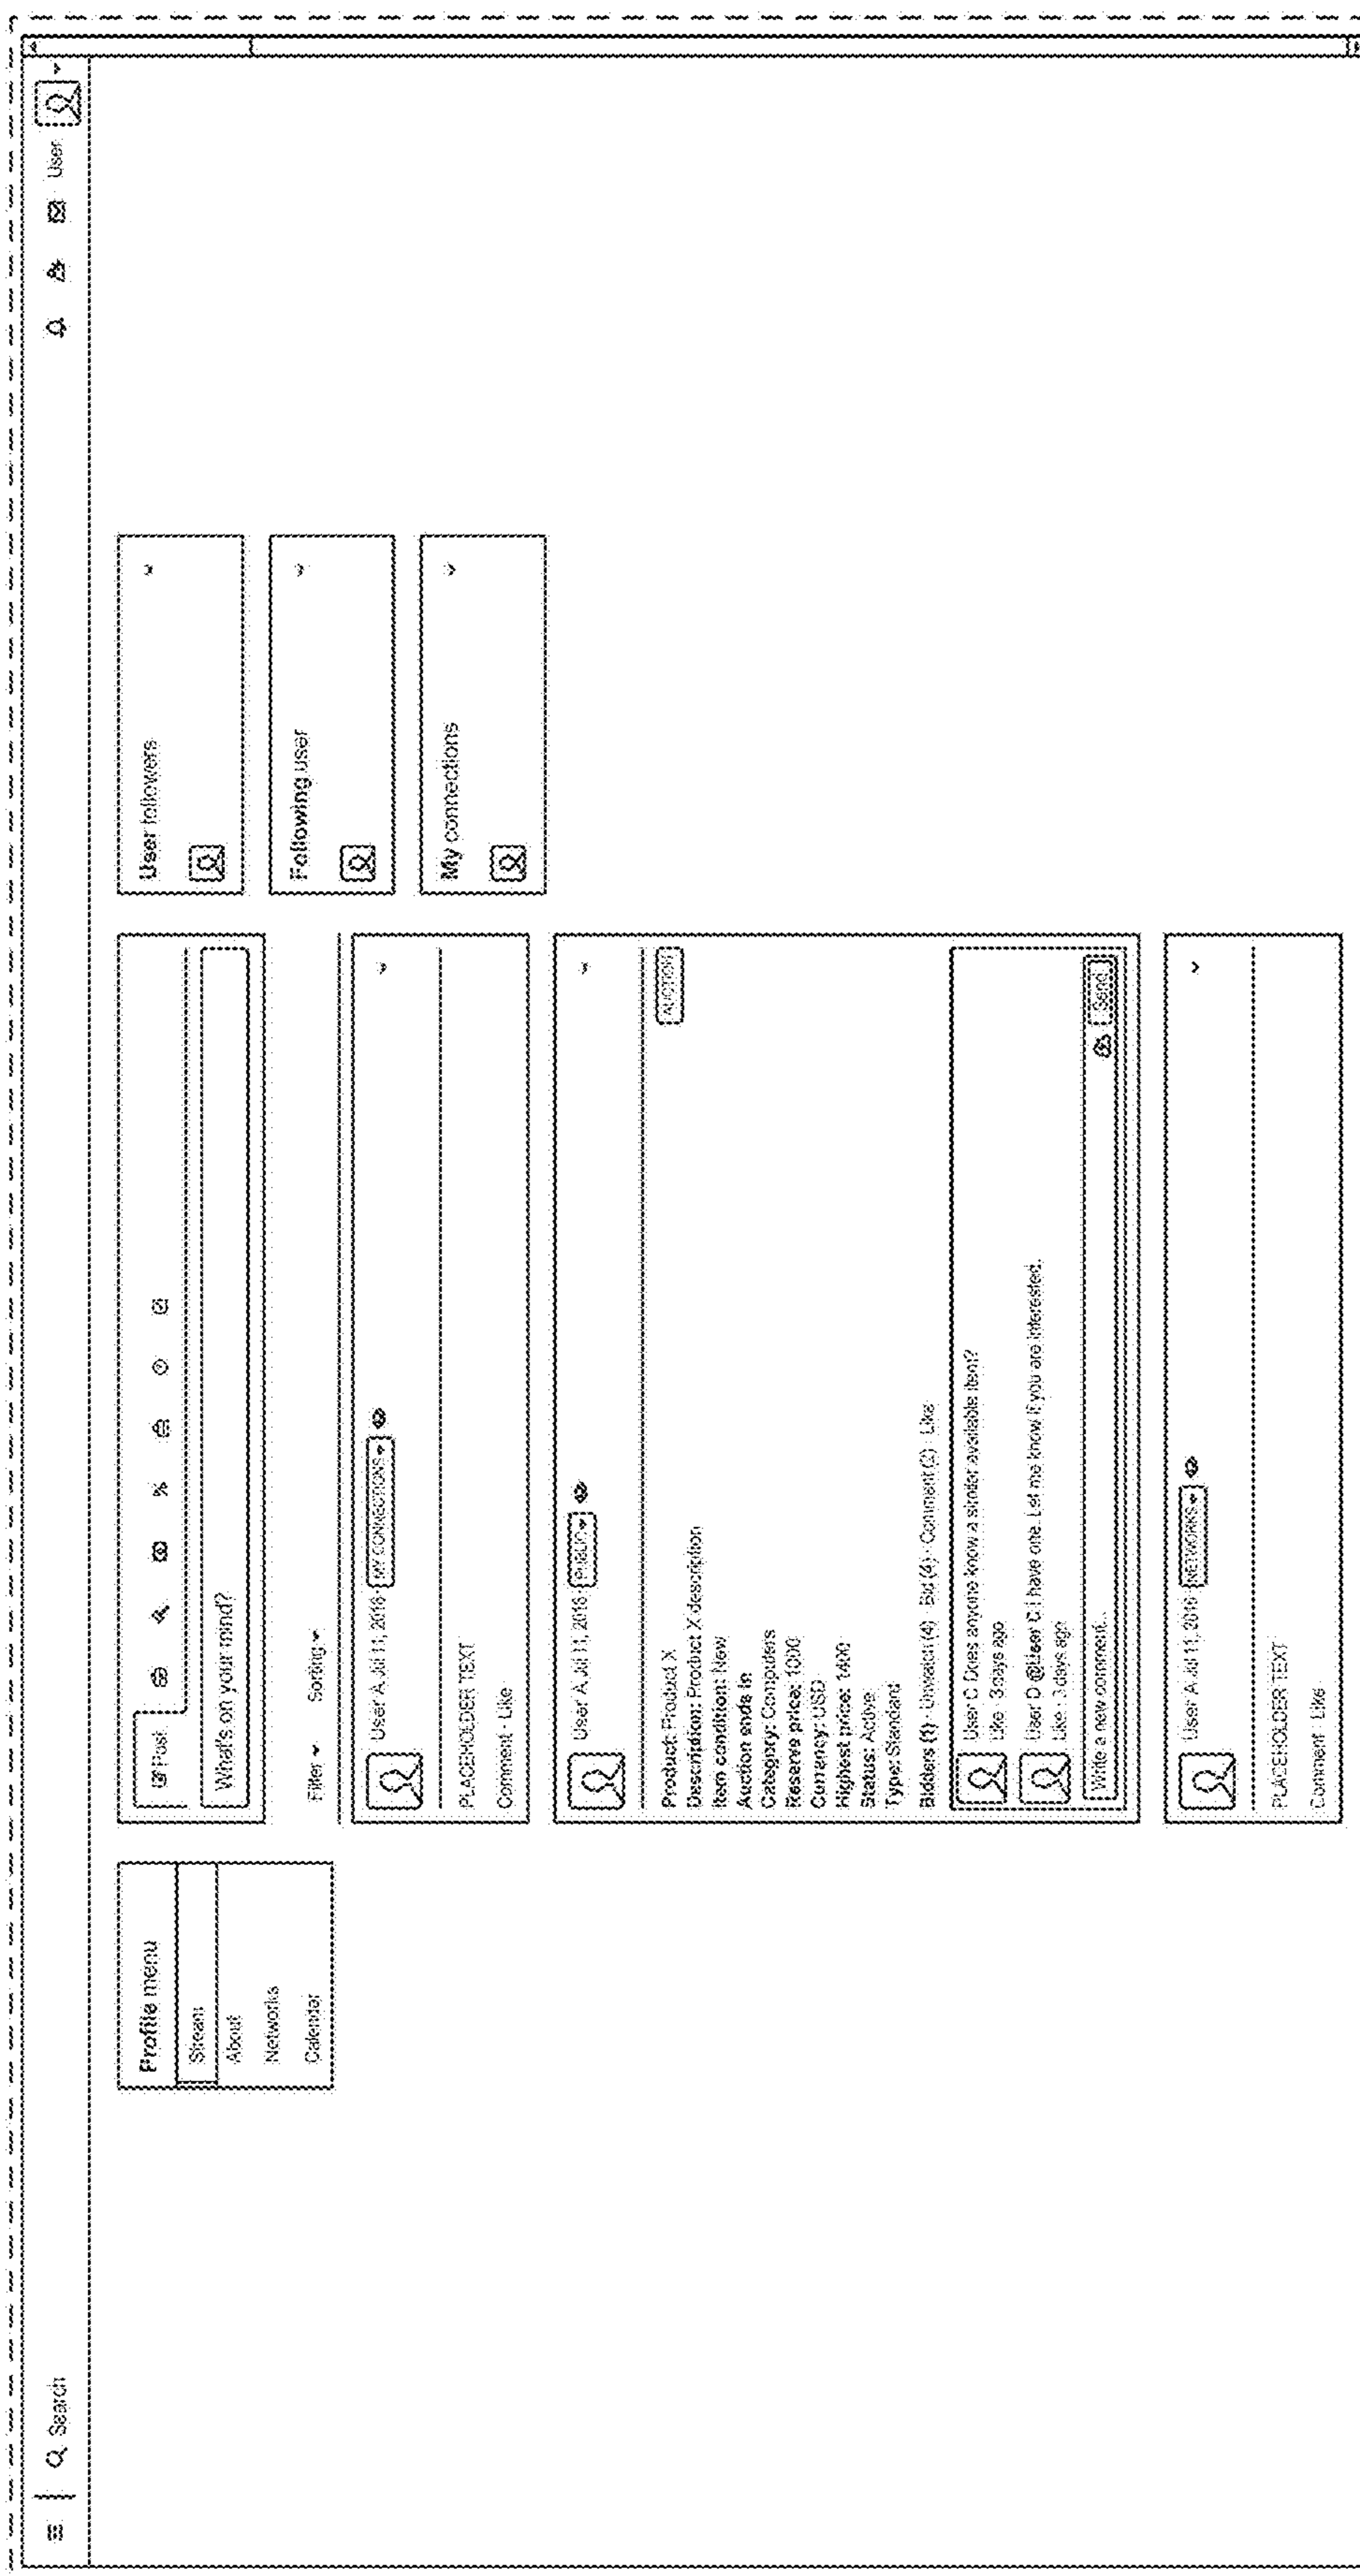 Search
User
Profile menu
Stream
About
Networks
Calendar
Post
What's on your mind?
Filter Sorting
User A, Jul 11, 2016 MY CONNECTIONS
PLACEHOLDER TEXT
Comment · Like
User A, Jul 11, 2016 PUBLIC
AUCTION
Product: Product X
Description: Product X description
Item condition: New
Auction ends in:
Category: Computers
Reserve price: 1000
Currency: USD
Highest price: 1400
Status: Active
Type: Standard
Bidders (1) · Unwatch (4) · Bid (4) · Comment (2) · Like
User C Does anyone know a similar available item?
Like · 3 days ago
User D @User C I have one. Let me know if you are interested.
Like · 3 days ago
Write a new comment... Send
User A, Jul 11, 2016 NETWORKS
PLACEHOLDER TEXT
Comment · Like
User followers
Following user
My connections